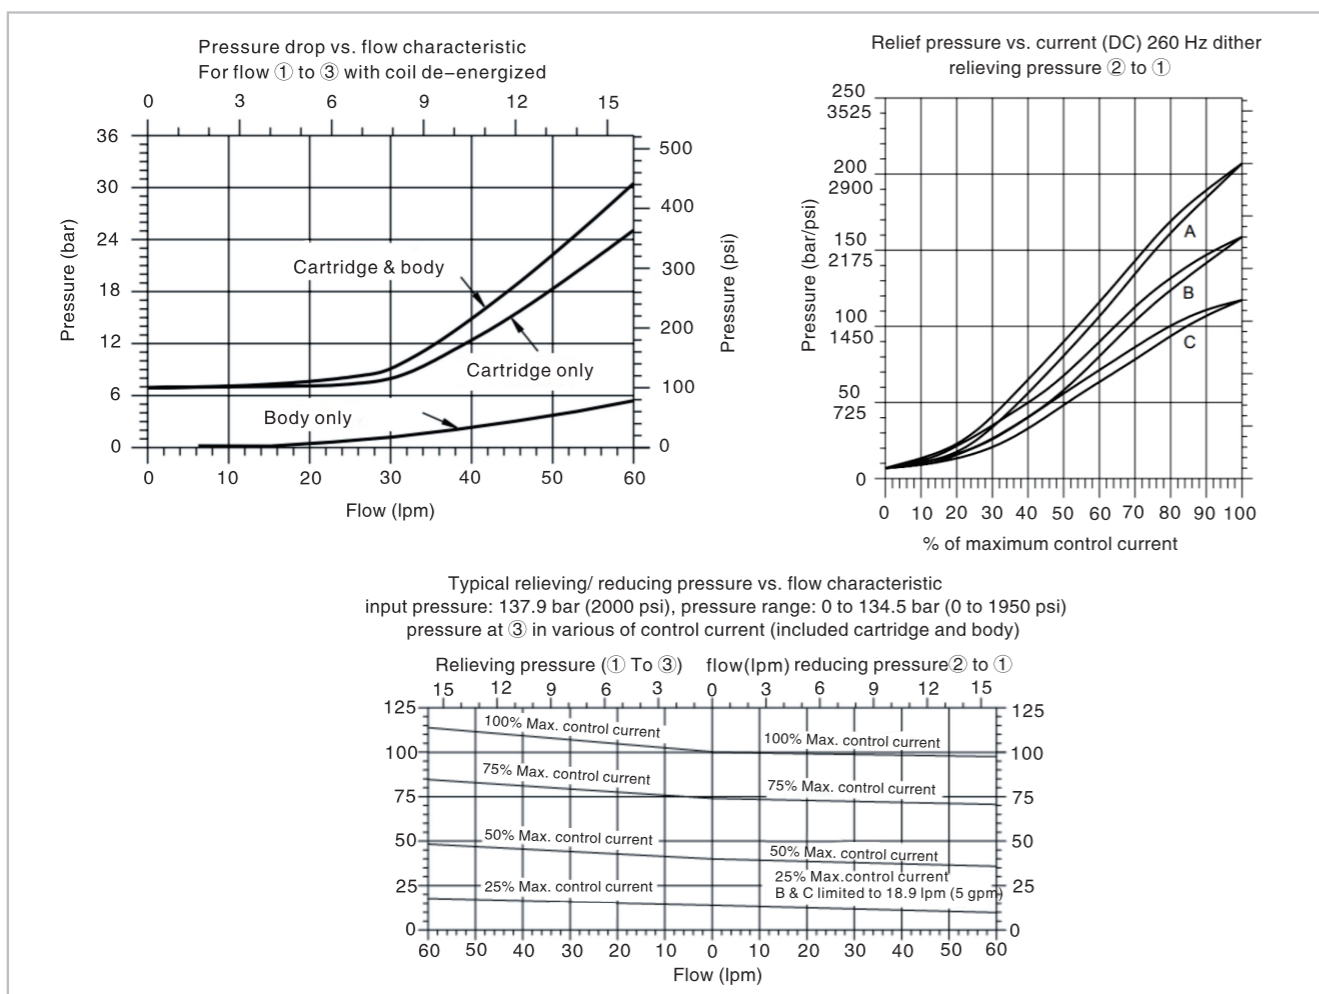 Pressure drop vs. flow characteristic
For flow ① to ③ with coil de-energized
0 3 6 9 12 15
36
30
24
18
12
6
0
Pressure (bar)
500
400
300
200
100
0
Pressure (psi)
Cartridge & body
Cartridge only
Body only
0 10 20 30 40 50 60
Flow (lpm)
Relief pressure vs. current (DC) 260 Hz dither
relieving pressure ② to ①
250
3525
200
2900
150
2175
100
1450
50
725
0
Pressure (bar/psi)
A
B
C
0 10 20 30 40 50 60 70 80 90 100
% of maximum control current
Typical relieving/ reducing pressure vs. flow characteristic
input pressure: 137.9 bar (2000 psi), pressure range: 0 to 134.5 bar (0 to 1950 psi)
pressure at ③ in various of control current (included cartridge and body)
Relieving pressure (① To ③) flow(lpm) reducing pressure② to ①
15 12 9 6 3 0 3 6 9 12 15
125 125
100% Max. control current 100% Max. control current
100 100
75% Max. control current 75% Max. control current
75 75
50% Max. control current 50% Max. control current
50 50
25% Max. control current 25% Max.control current
B & C limited to 18.9 lpm (5 gpm)
25 25
0 0
60 50 40 30 20 10 0 10 20 30 40 50 60
Flow (lpm)